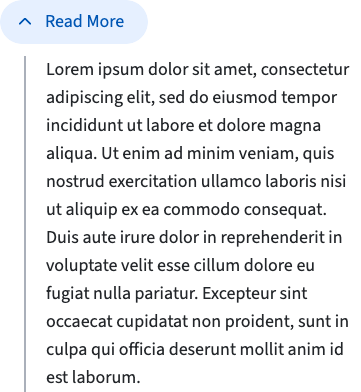 Read More
Lorem ipsum dolor sit amet, consectetur
adipiscing elit, sed do eiusmod tempor
incididunt ut labore et dolore magna
aliqua. Ut enim ad minim veniam, quis
nostrud exercitation ullamco laboris nisi
ut aliquip ex ea commodo consequat.
Duis aute irure dolor in reprehenderit in
voluptate velit esse cillum dolore eu
fugiat nulla pariatur. Excepteur sint
occaecat cupidatat non proident, sunt in
culpa qui officia deserunt mollit anim id
est laborum.